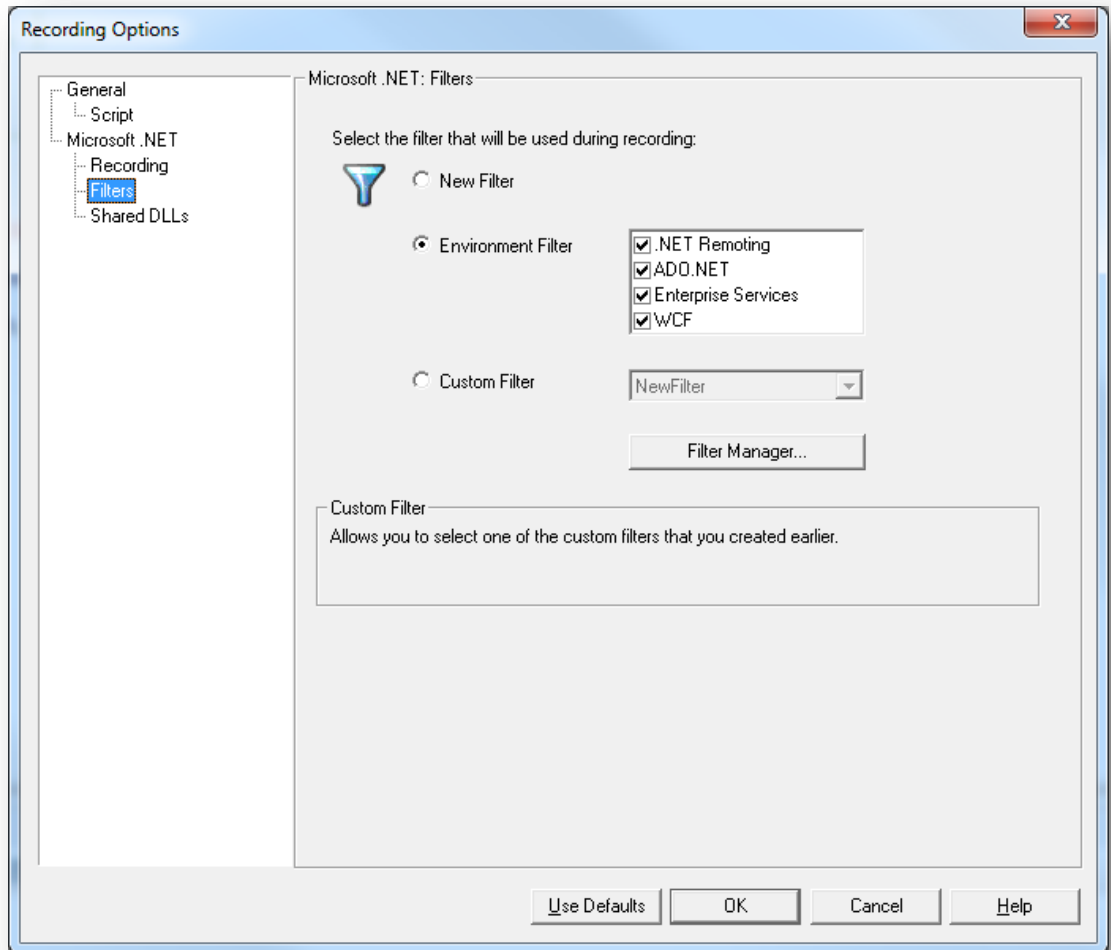 Recording Options
General
Script
Microsoft .NET
Recording
Filters
Shared DLLs
Microsoft .NET: Filters
Select the filter that will be used during recording:
New Filter
Environment Filter
.NET Remoting
ADO.NET
Enterprise Services
WCF
Custom Filter
NewFilter
Filter Manager...
Custom Filter
Allows you to select one of the custom filters that you created earlier.
Use Defaults
OK
Cancel
Help